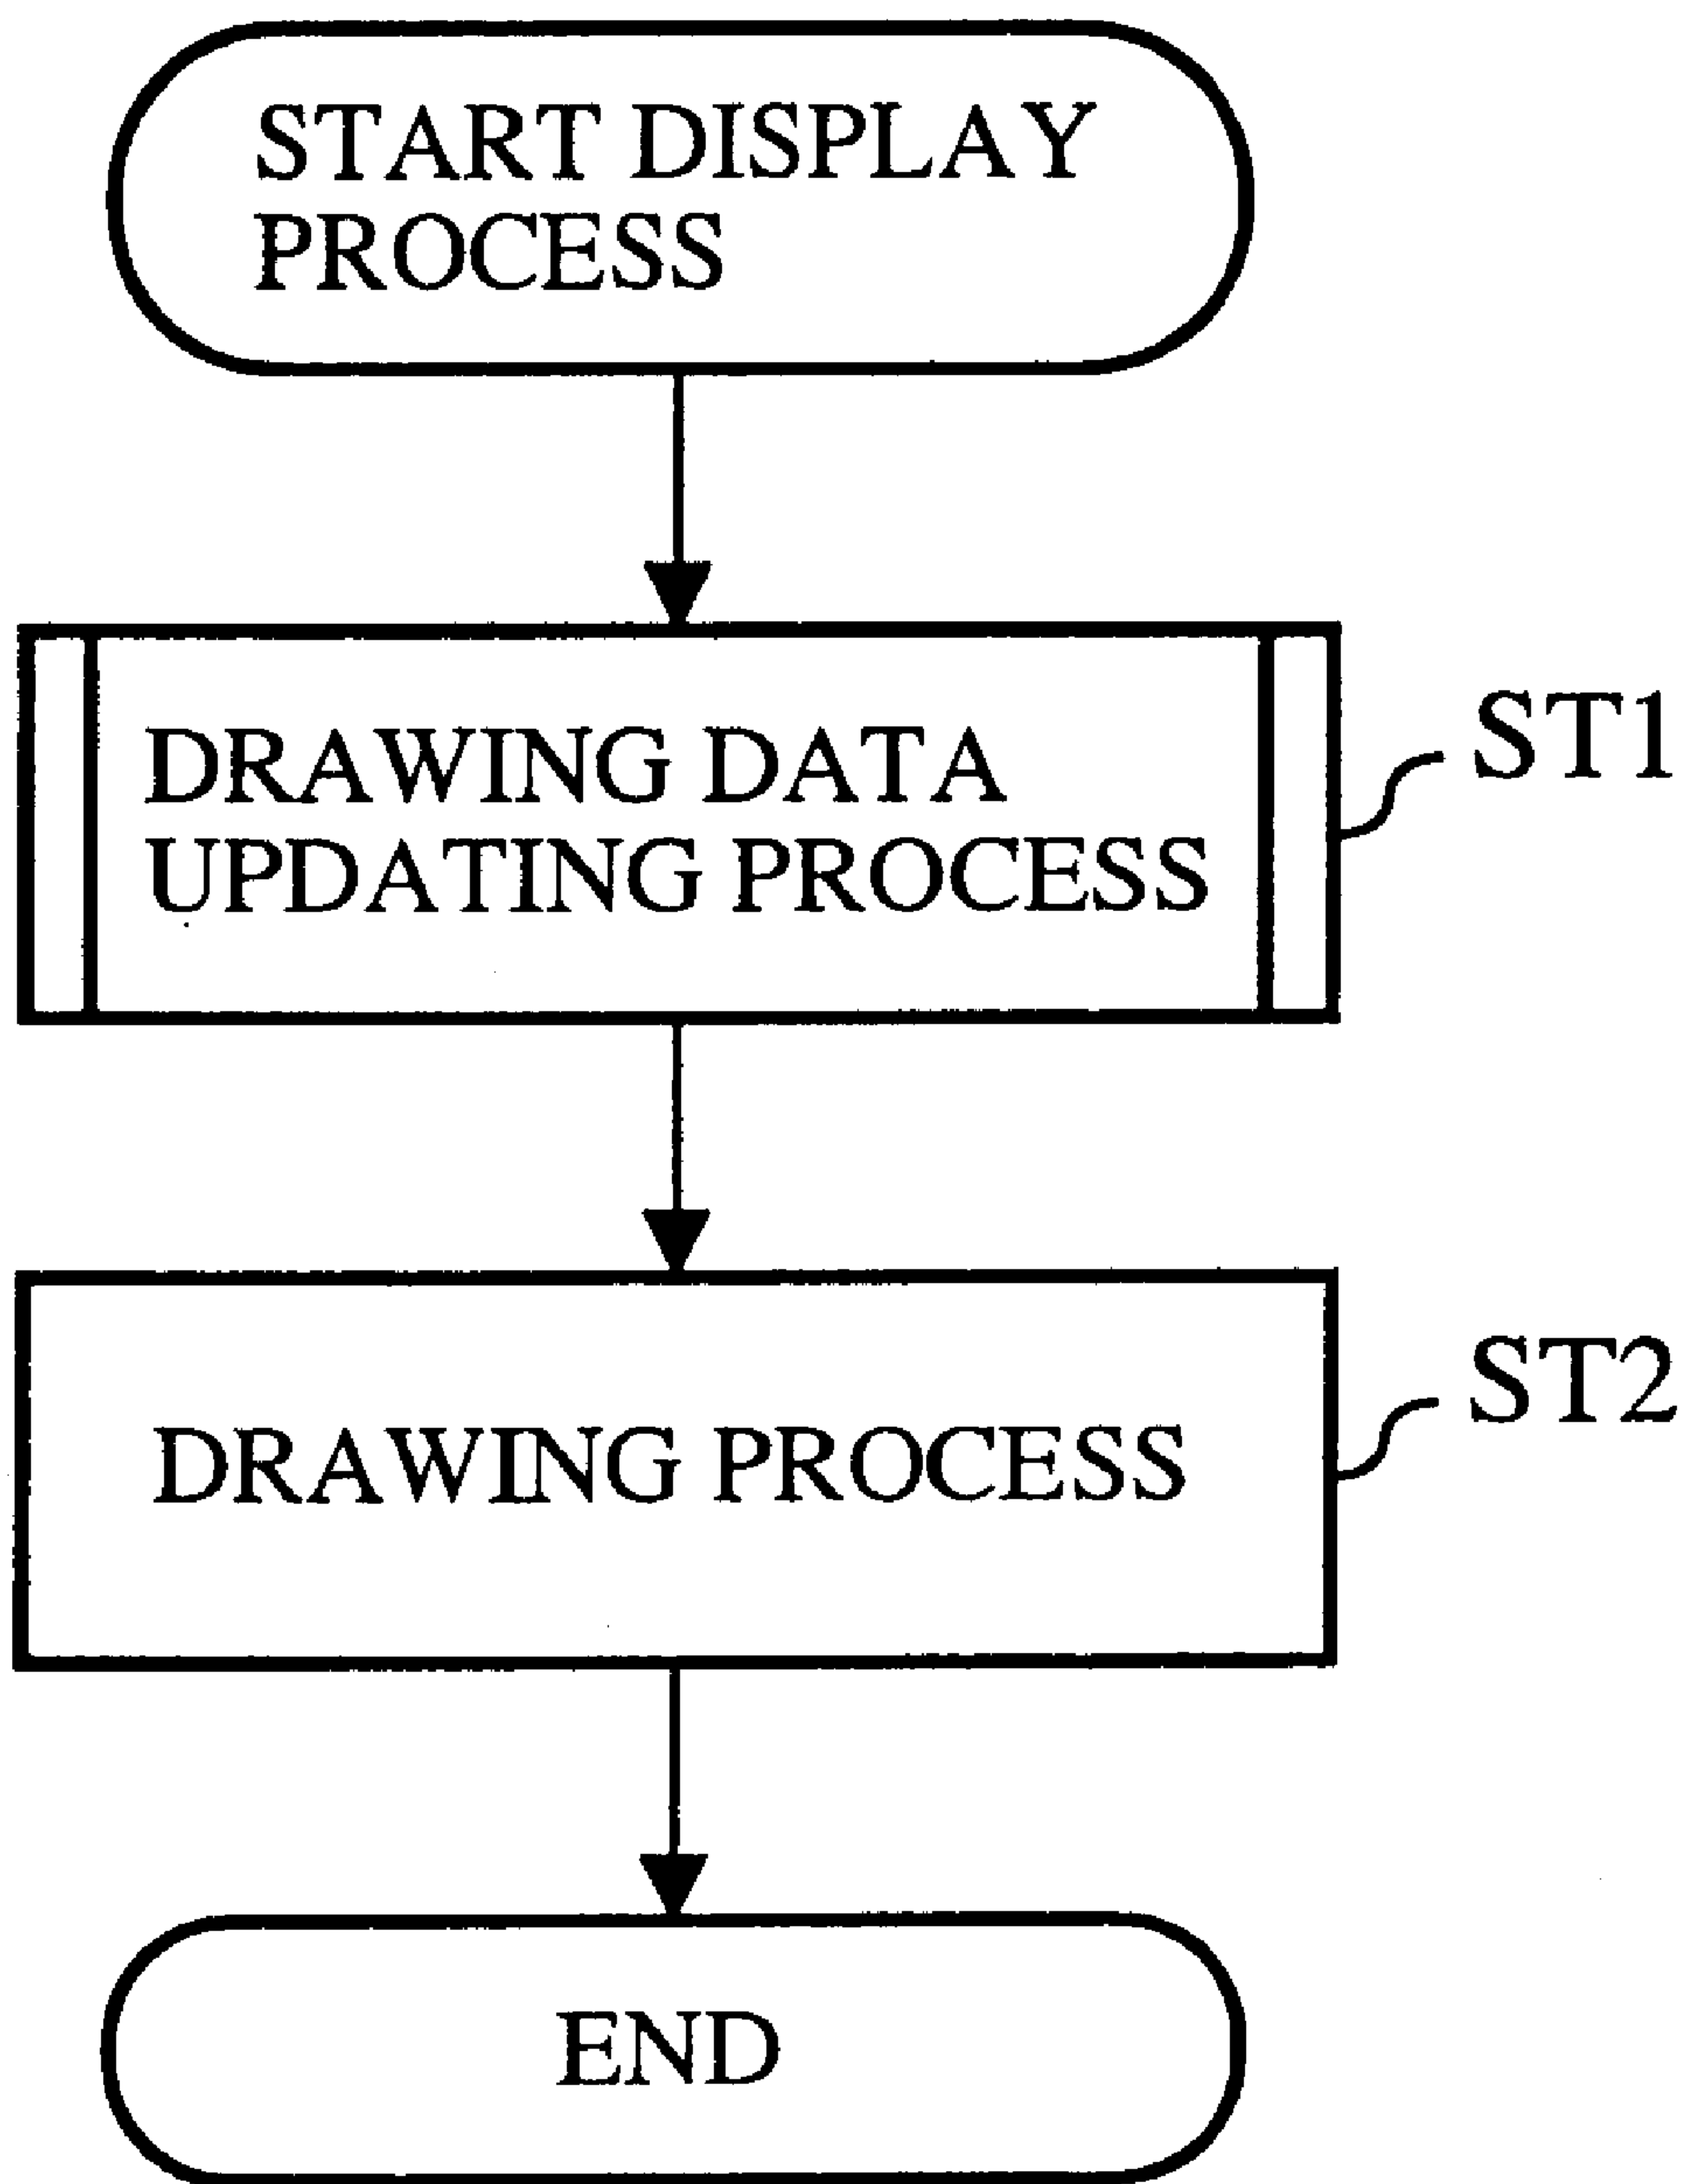 START DISPLAY
PROCESS
DRAWING DATA
UPDATING PROCESS
ST1
DRAWING PROCESS
ST2
END